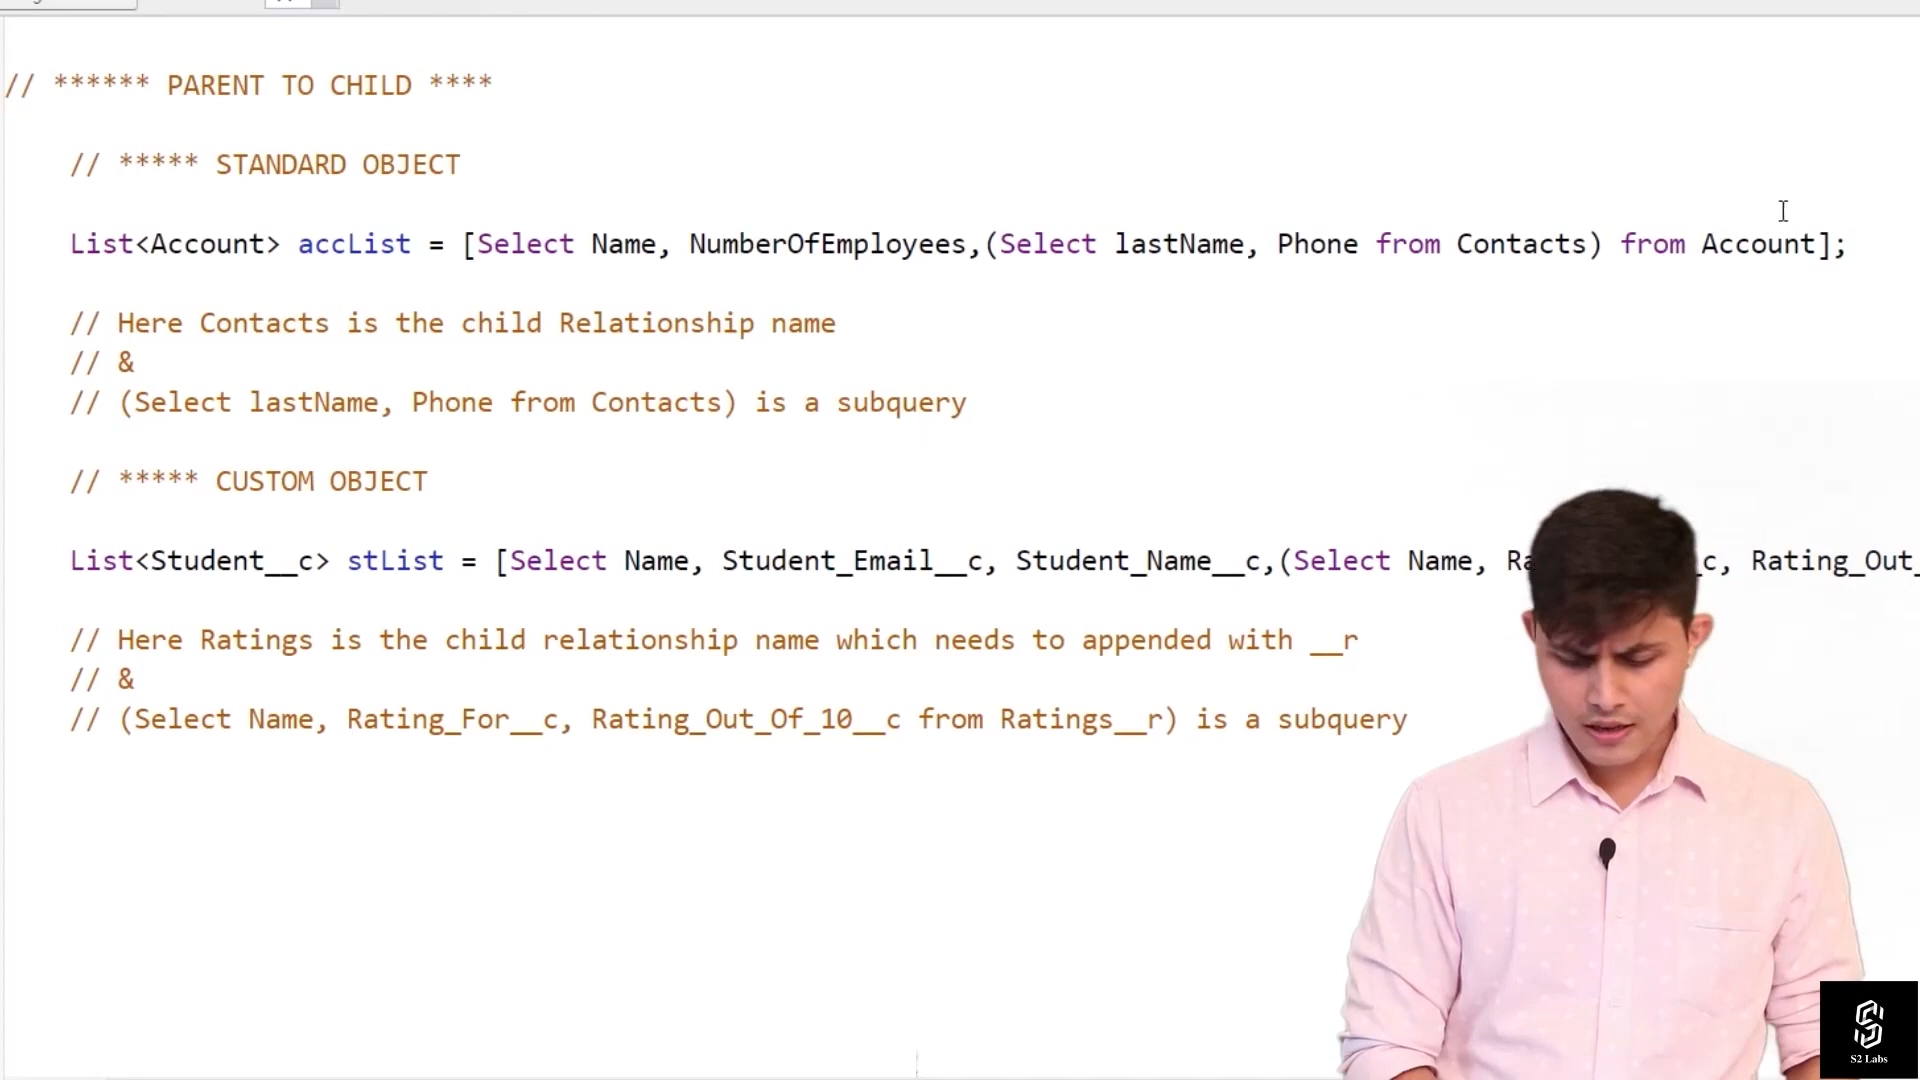 // ****** PARENT TO CHILD ****
// ***** STANDARD OBJECT
List<Account> accList = [Select Name, NumberOfEmployees,(Select lastName, Phone from Contacts) from Account];
// Here Contacts is the child Relationship name
// &
// (Select lastName, Phone from Contacts) is a subquery
// ***** CUSTOM OBJECT
List<Student__c> stList = [Select Name, Student_Email__c, Student_Name__c,(Select Name, Rating_Out_
// Here Ratings is the child relationship name which needs to appended with __r
// &
// (Select Name, Rating_For__c, Rating_Out_Of_10__c from Ratings__r) is a subquery
S2 Labs